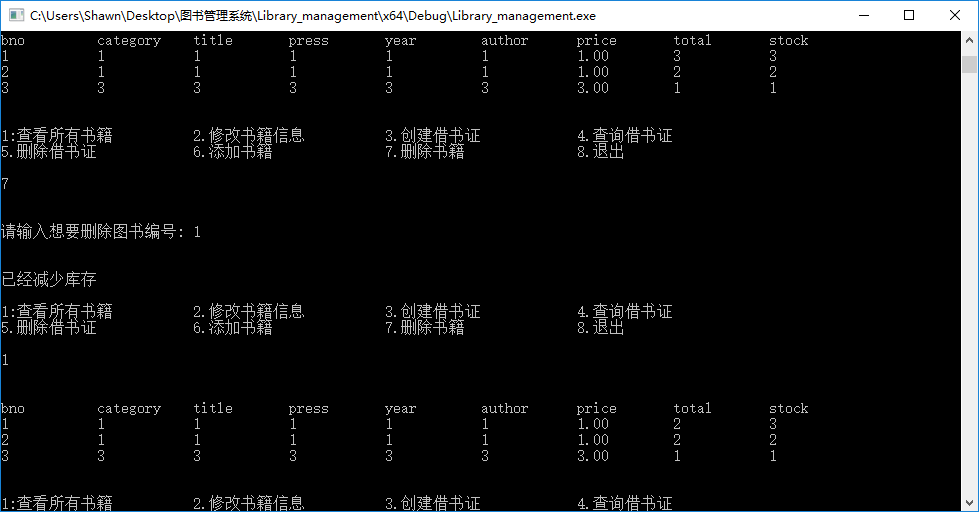 C:\Users\Shawn\Desktop\图书管理系统\Library_management\x64\Debug\Library_management.exe
bno category title press year author price total stock
1 1 1 1 1 1 1.00 3 3
2 1 1 1 1 1 1.00 2 2
3 3 3 3 3 3 3.00 1 1
1:查看所有书籍 2.修改书籍信息 3.创建借书证 4.查询借书证
5.删除借书证 6.添加书籍 7.删除书籍 8.退出
7
请输入想要删除图书编号: 1
已经减少库存
1:查看所有书籍 2.修改书籍信息 3.创建借书证 4.查询借书证
5.删除借书证 6.添加书籍 7.删除书籍 8.退出
1
bno category title press year author price total stock
1 1 1 1 1 1 1.00 2 3
2 1 1 1 1 1 1.00 2 2
3 3 3 3 3 3 3.00 1 1
1:查看所有书籍 2.修改书籍信息 3.创建借书证 4.查询借书证